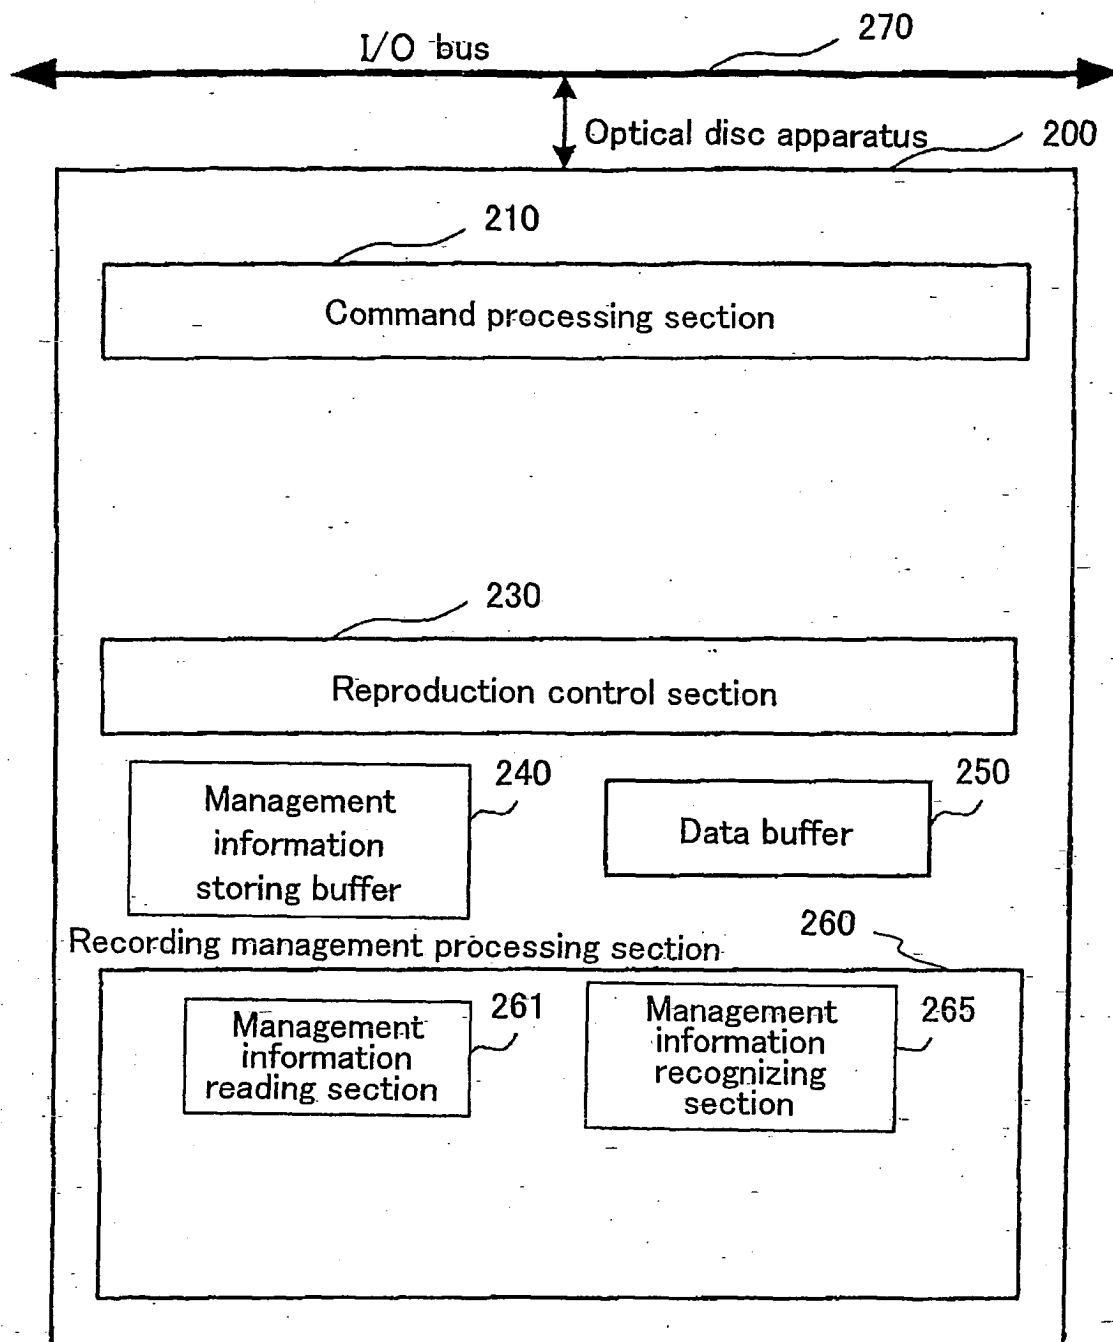 270
I/O bus
Optical disc apparatus 200
210
Command processing section
230
Reproduction control section
240
Management
information
storing buffer
250
Data buffer
Recording management processing section
260
261
Management
information
reading section
265
Management
information
recognizing
section